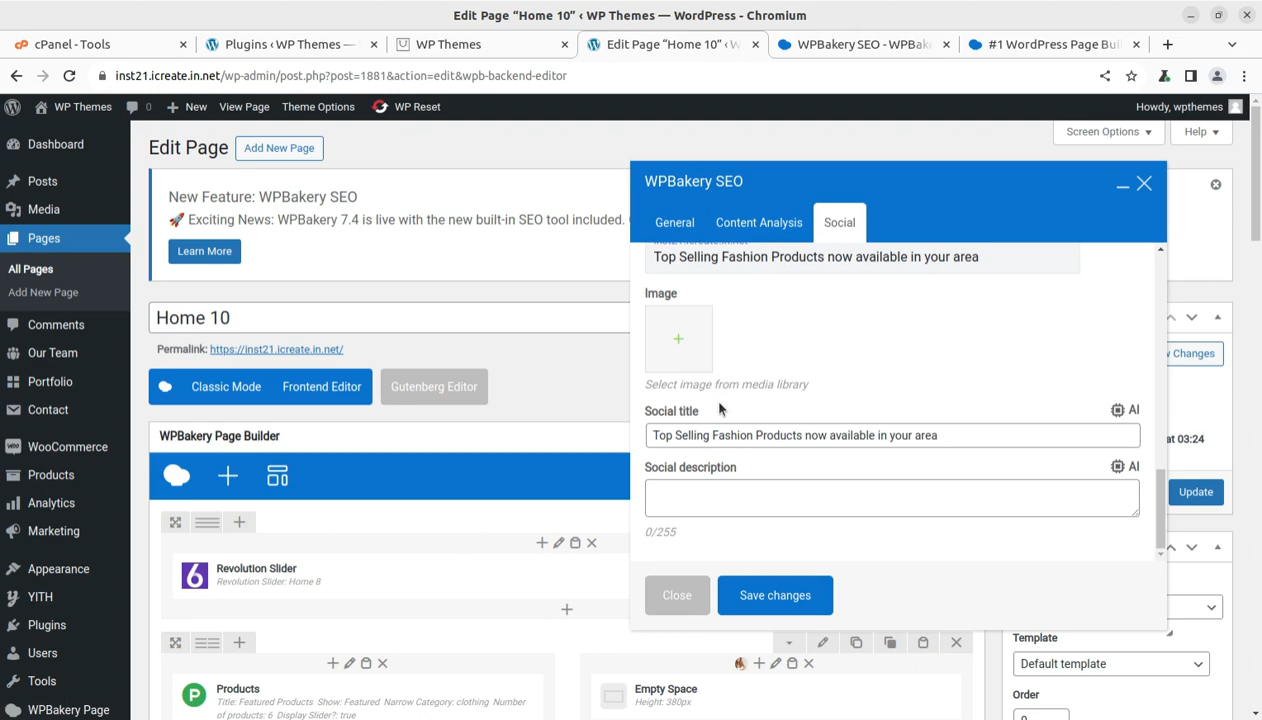 Edit Page “Home 10” ‹ WP Themes — WordPress - Chromium
cPanel - Tools
Plugins ‹ WP Themes —
WP Themes
Edit Page “Home 10” ‹ W
WPBakery SEO - WPBak
#1 WordPress Page Bui
inst21.icreate.in.net/wp-admin/post.php?post=1881&action=edit&wpb-backend-editor
WP Themes
0
New
View Page
Theme Options
WP Reset
Howdy, wpthemes
Dashboard
Posts
Media
Pages
All Pages
Add New Page
Comments
Our Team
Portfolio
Contact
WooCommerce
Products
Analytics
Marketing
Appearance
YITH
Plugins
Users
Tools
WPBakery Page
Edit Page
Add New Page
Screen Options
Help
New Feature: WPBakery SEO
🚀 Exciting News: WPBakery 7.4 is live with the new built-in SEO tool included.
Learn More
Home 10
Permalink: https://inst21.icreate.in.net/
Classic Mode
Frontend Editor
Gutenberg Editor
WPBakery Page Builder
Revolution Slider
Revolution Slider: Home 8
Products
Title: Featured Products Show: Featured Narrow Category: clothing Number
of products: 6 Display Slider?: true
Empty Space
Height: 380px
WPBakery SEO
General
Content Analysis
Social
inst21.icreate.in.net
Top Selling Fashion Products now available in your area
Image
Select image from media library
Social title
AI
Top Selling Fashion Products now available in your area
Social description
AI
0/255
Close
Save changes
Changes
at 03:24
Update
Template
Default template
Order